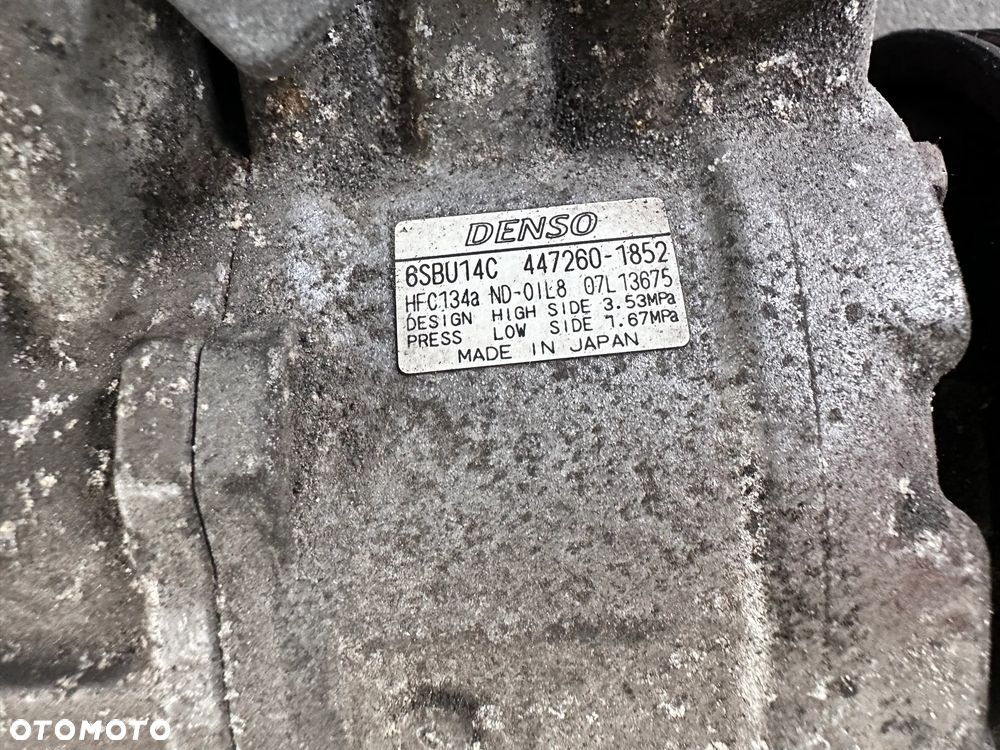 DENSO
6SBU14C 447260-1852
HFC134a ND-OIL8 07L13675
DESIGN HIGH SIDE 3.53MPa
PRESS LOW SIDE 1.67MPa
MADE IN JAPAN
OTOMOTO